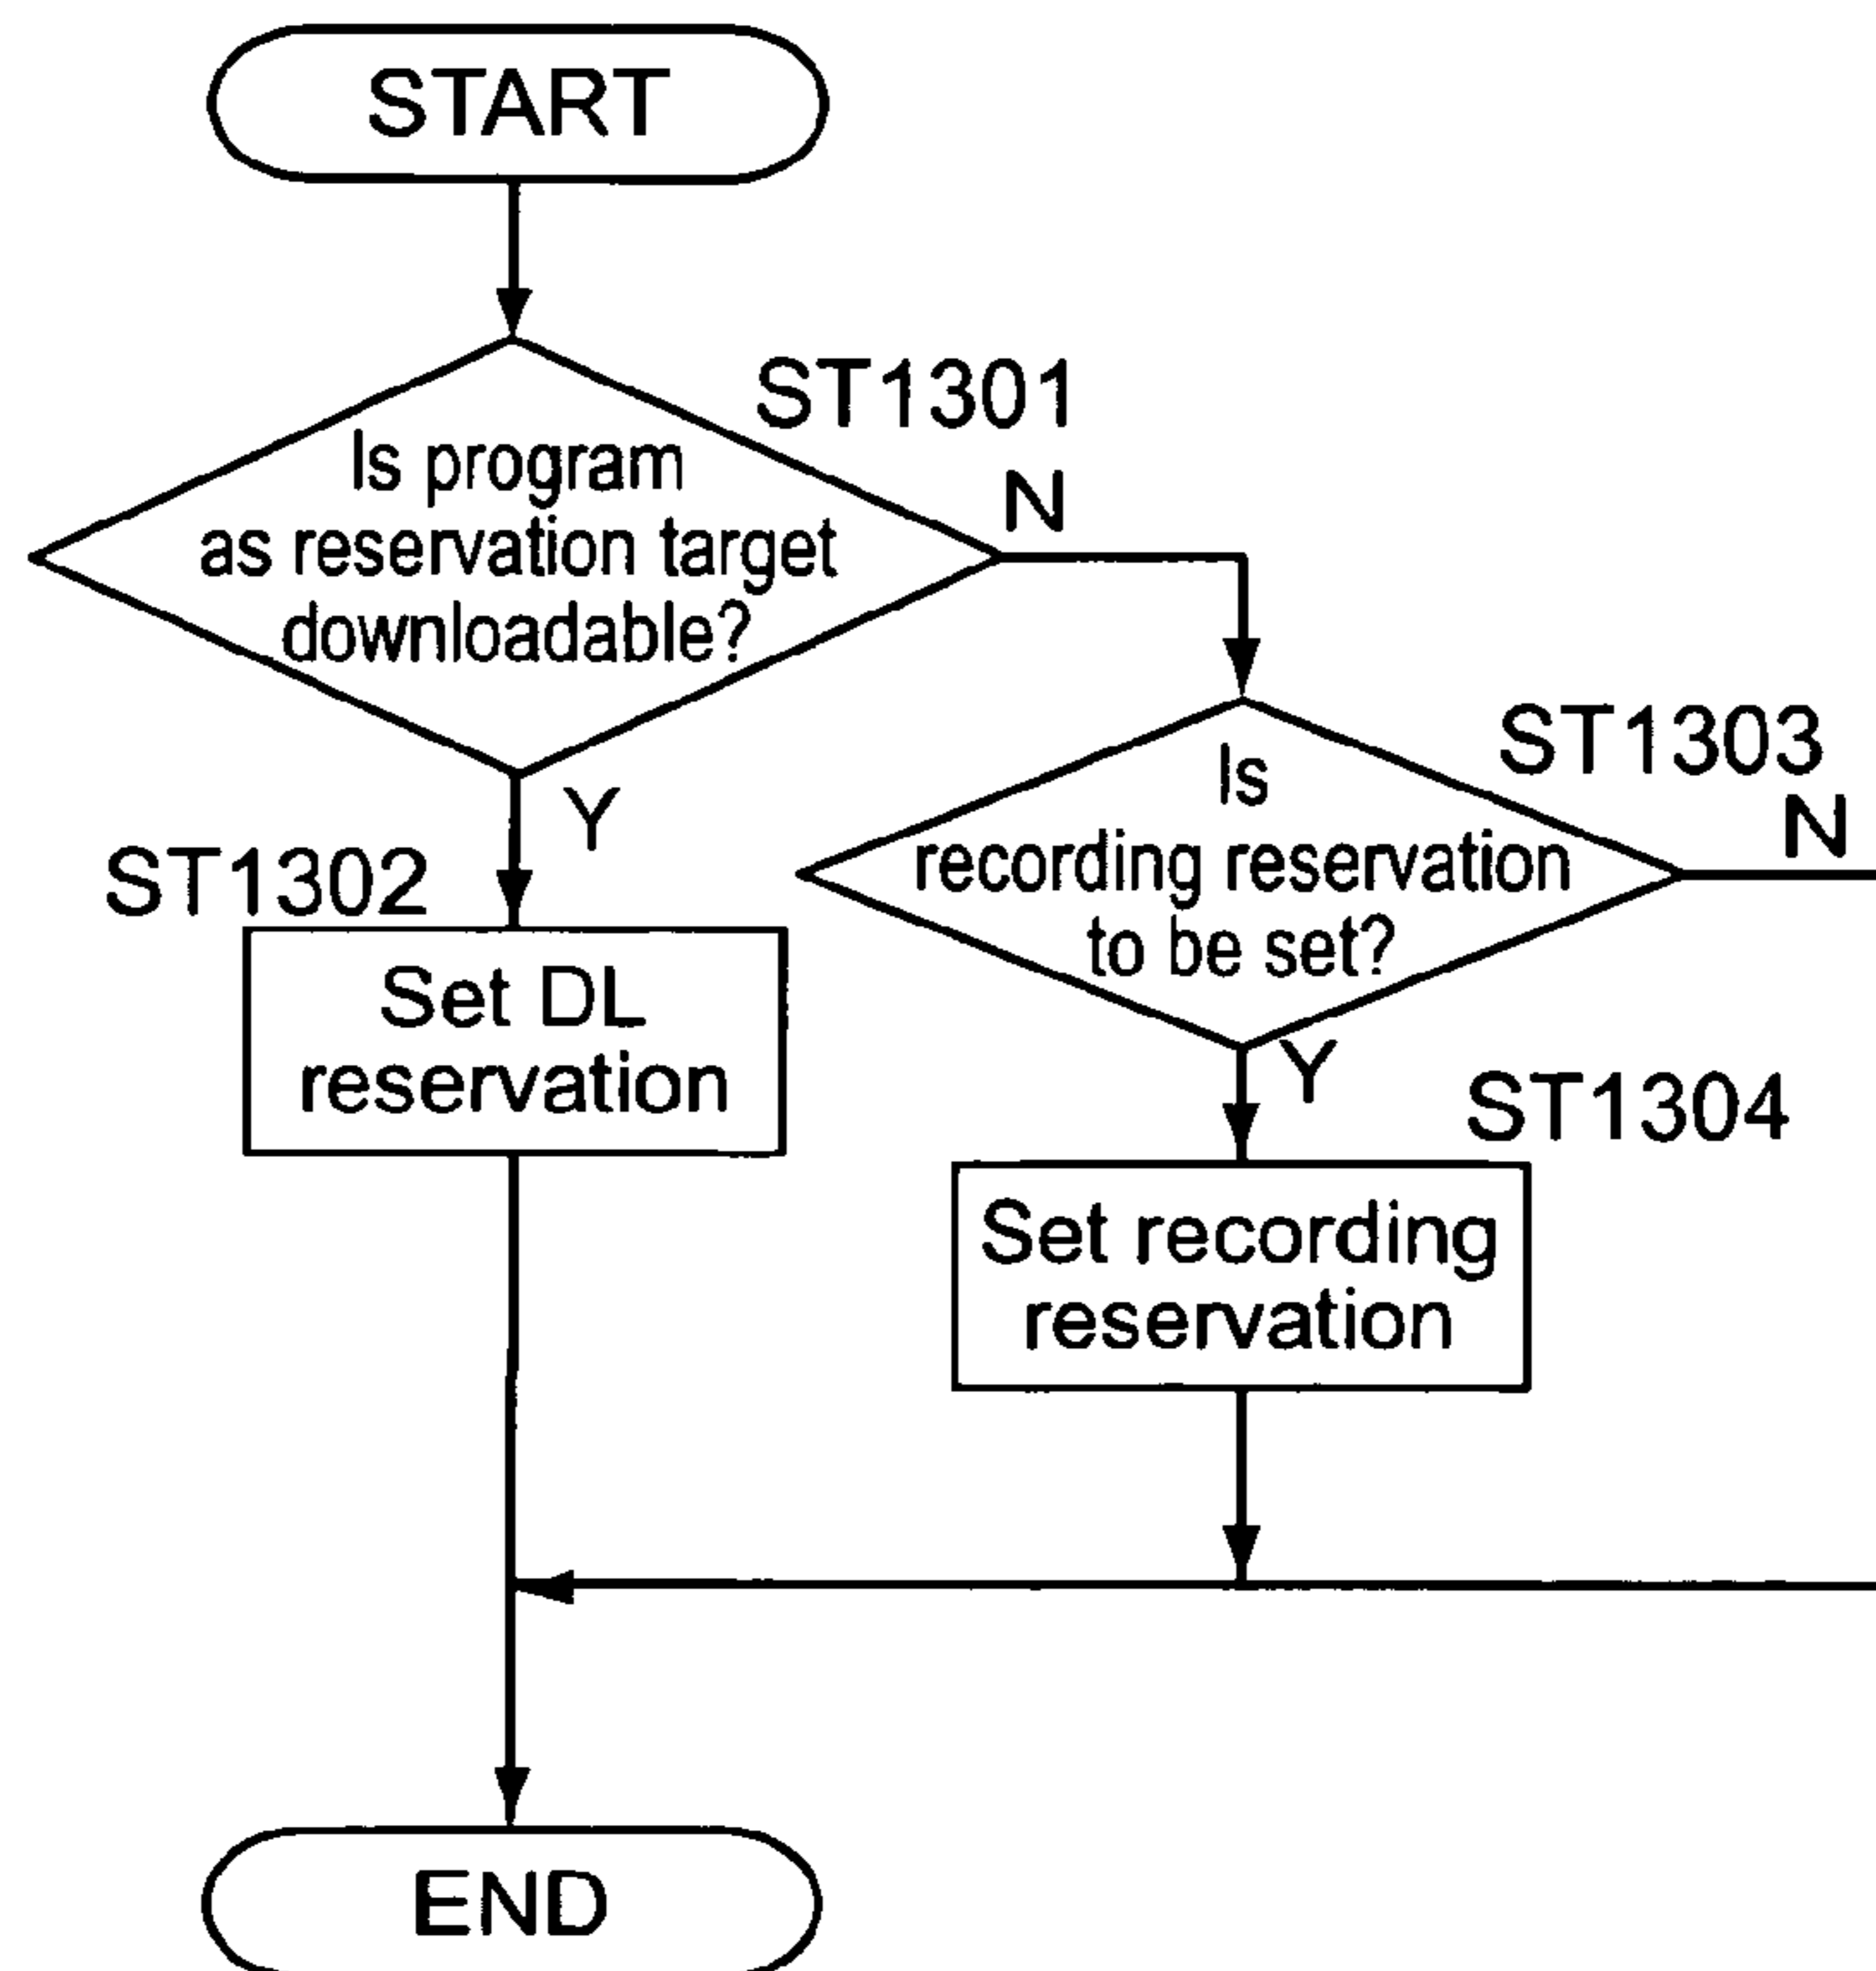 START
ST1301
Is program
as reservation target
downloadable?
N
Y
ST1302
Set DL
reservation
ST1303
Is
recording reservation
to be set?
N
Y
ST1304
Set recording
reservation
END